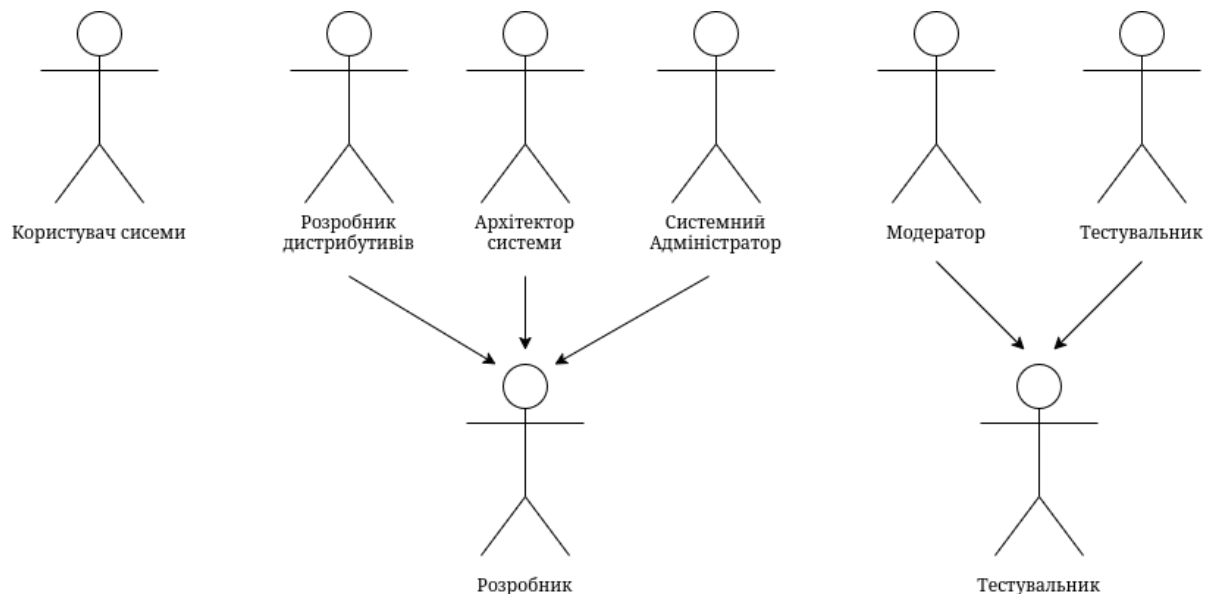 Користувач сисеми
Розробник
дистрибутивів
Архітектор
системи
Системний
Адміністратор
Модератор
Тестувальник
Розробник
Тестувальник